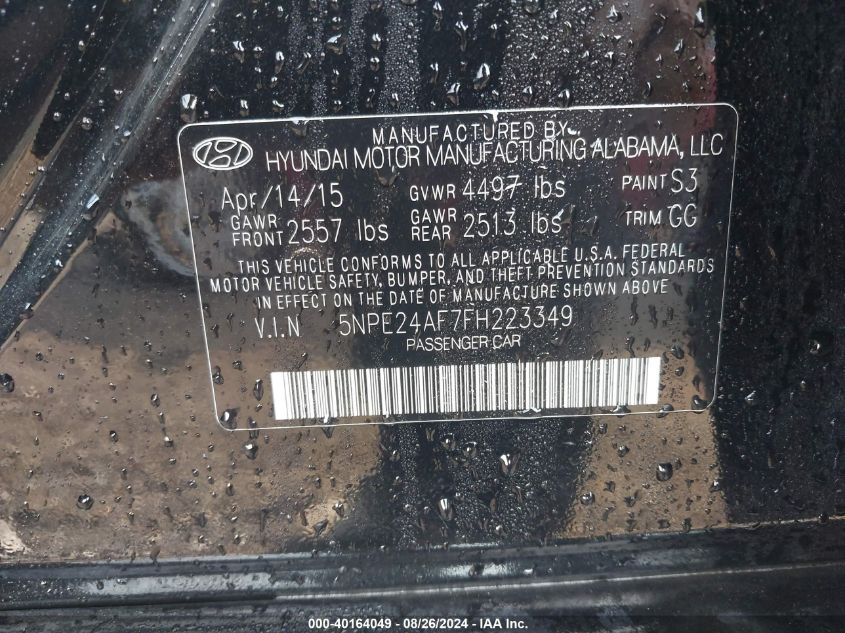 MANUFACTURED BY
HYUNDAI MOTOR MANUFACTURING ALABAMA, LLC
Apr/14/15 GVWR 4497 lbs PAINT S3
GAWR FRONT 2557 lbs GAWR REAR 2513 lbs TRIM GG
THIS VEHICLE CONFORMS TO ALL APPLICABLE U.S.A. FEDERAL
MOTOR VEHICLE SAFETY, BUMPER, AND THEFT PREVENTION STANDARDS
IN EFFECT ON THE DATE OF MANUFACTURE SHOWN ABOVE.
V.I.N 5NPE24AF7FH223349
PASSENGER CAR
000-40164049 - 08/26/2024 - IAA Inc.